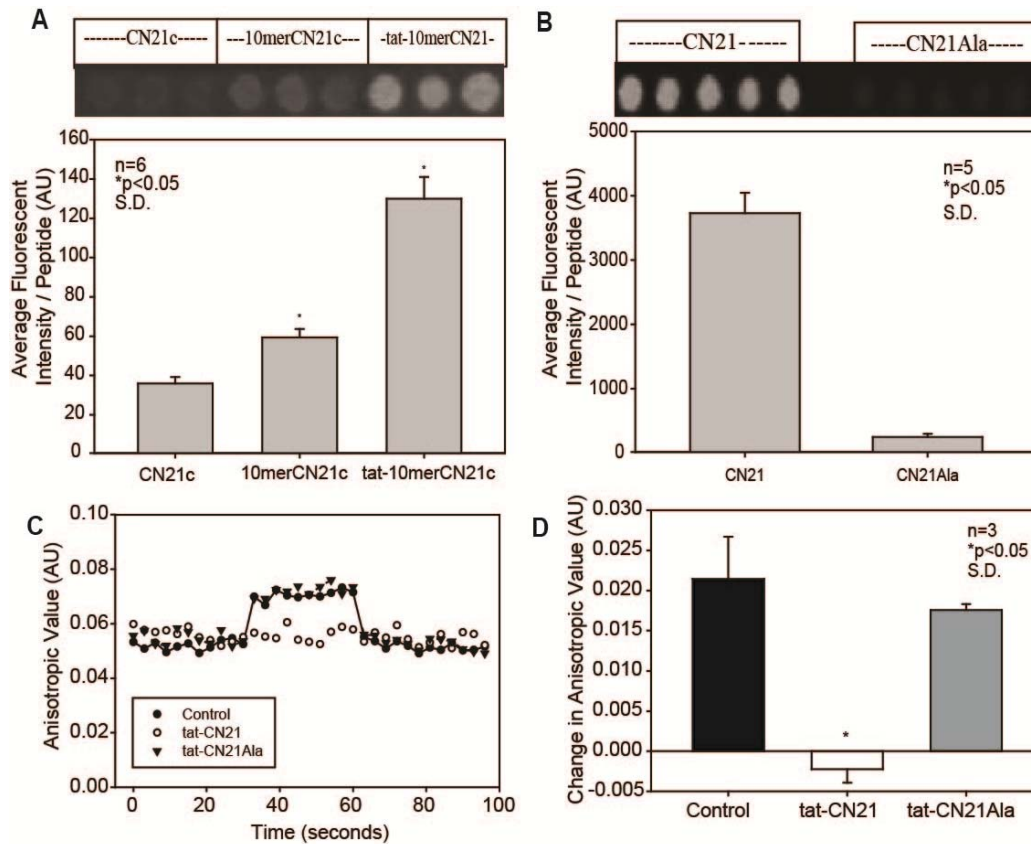 A
-------CN21c-----
---10merCN21c---
-tat-10merCN21-
Average Fluorescent
Intensity / Peptide (AU)
160
140
120
100
80
60
40
20
0
n=6
*p<0.05
S.D.
*
*
CN21c
10merCN21c
tat-10merCN21c
B
-------CN21-------
-----CN21Ala-----
Average Fluorescent
Intensity / Peptide (AU)
5000
4000
3000
2000
1000
0
n=5
*p<0.05
S.D.
CN21
CN21Ala
C
Anisotropic Value (AU)
0.10
0.08
0.06
0.04
0.02
0.00
Control
tat-CN21
tat-CN21Ala
0
20
40
60
80
100
Time (seconds)
D
Change in Anisotropic Value (AU)
0.030
0.025
0.020
0.015
0.010
0.005
0.000
-0.005
n=3
*p<0.05
S.D.
*
Control
tat-CN21
tat-CN21Ala